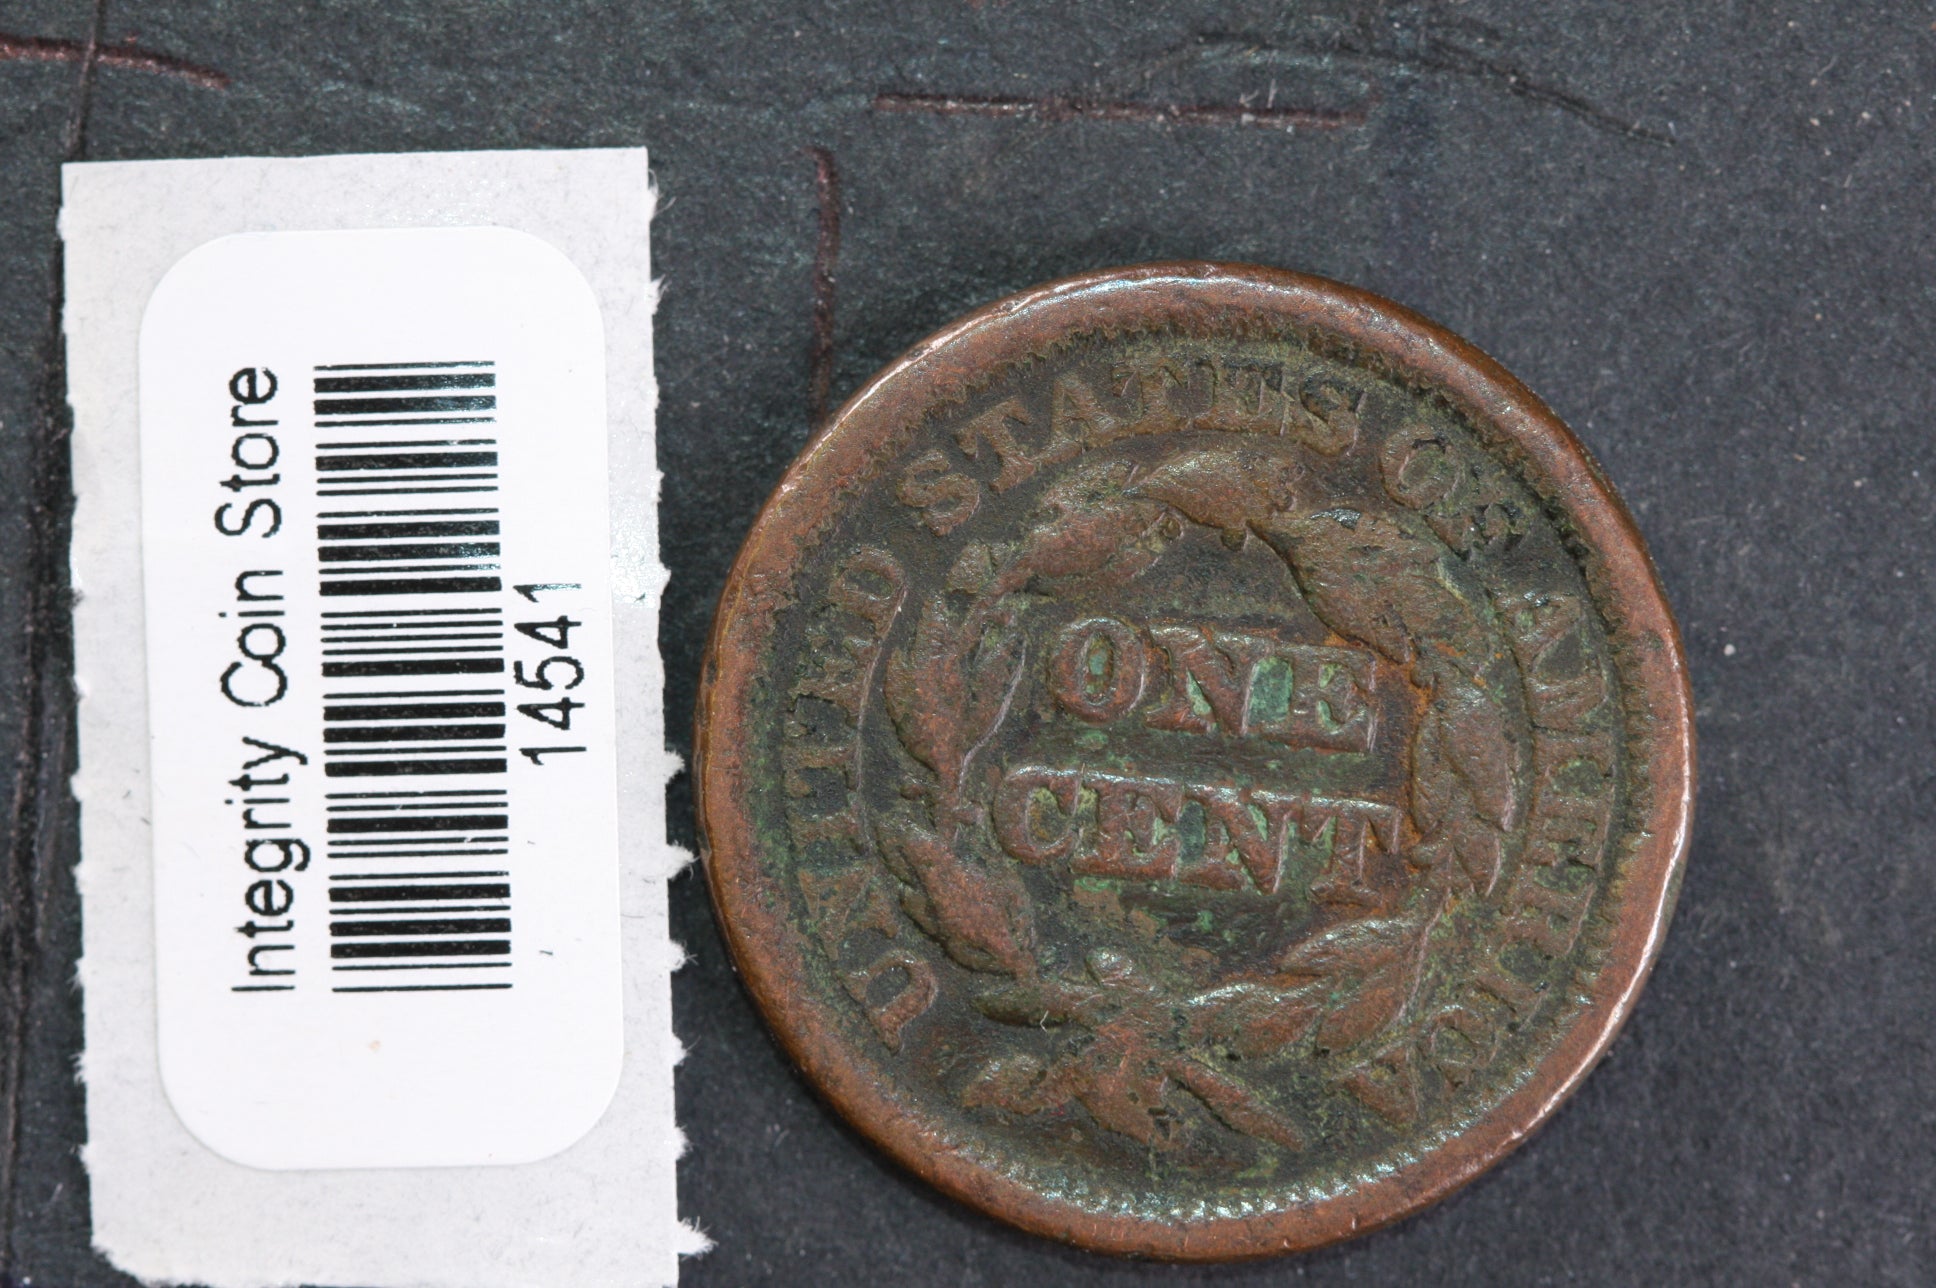 Integrity Coin Store
14541
UNITED STATES OF AMERICA
ONE
CENT